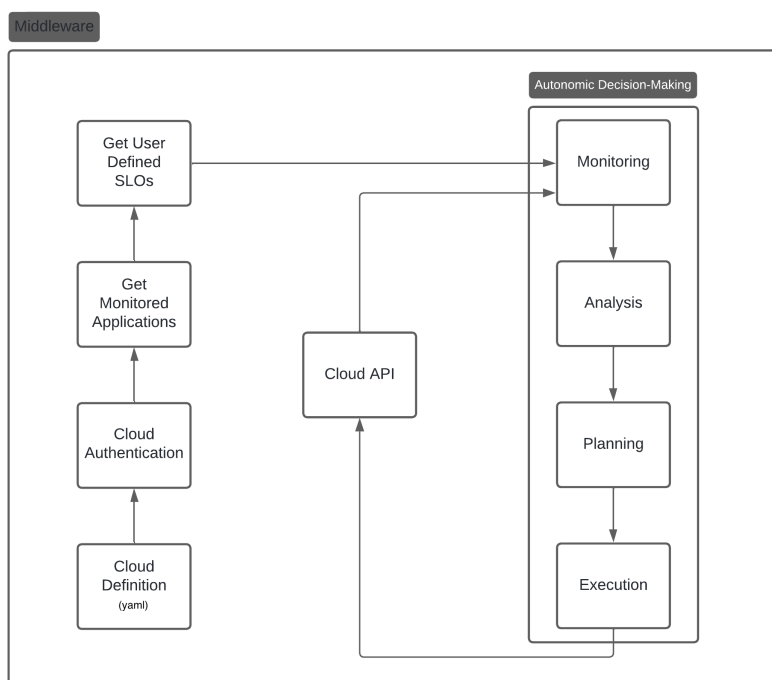 Middleware
Autonomic Decision-Making
Get User
Defined
SLOs
Monitoring
Get
Monitored
Applications
Analysis
Cloud API
Cloud
Authentication
Planning
Cloud
Definition
(yaml)
Execution